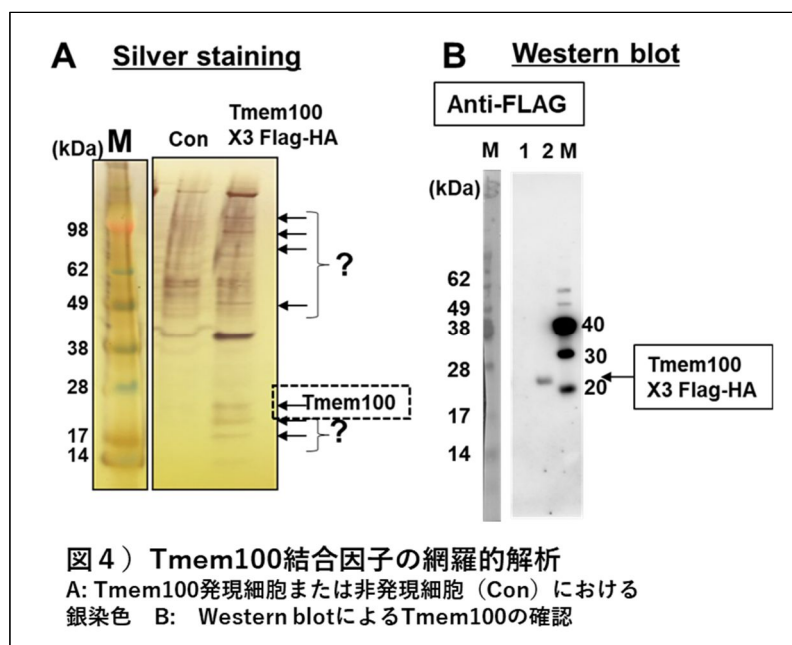 A Silver staining
Tmem100
X3 Flag-HA
(kDa) M Con
98
62
49
38
28
17
14
?
Tmem100
?
B Western blot
Anti-FLAG
M 1 2 M
(kDa)
62
49
38
28
17
14
40
30
20
Tmem100
X3 Flag-HA
図４）Tmem100結合因子の網羅的解析
A: Tmem100発現細胞または非発現細胞（Con）における
銀染色 B: Western blotによるTmem100の確認